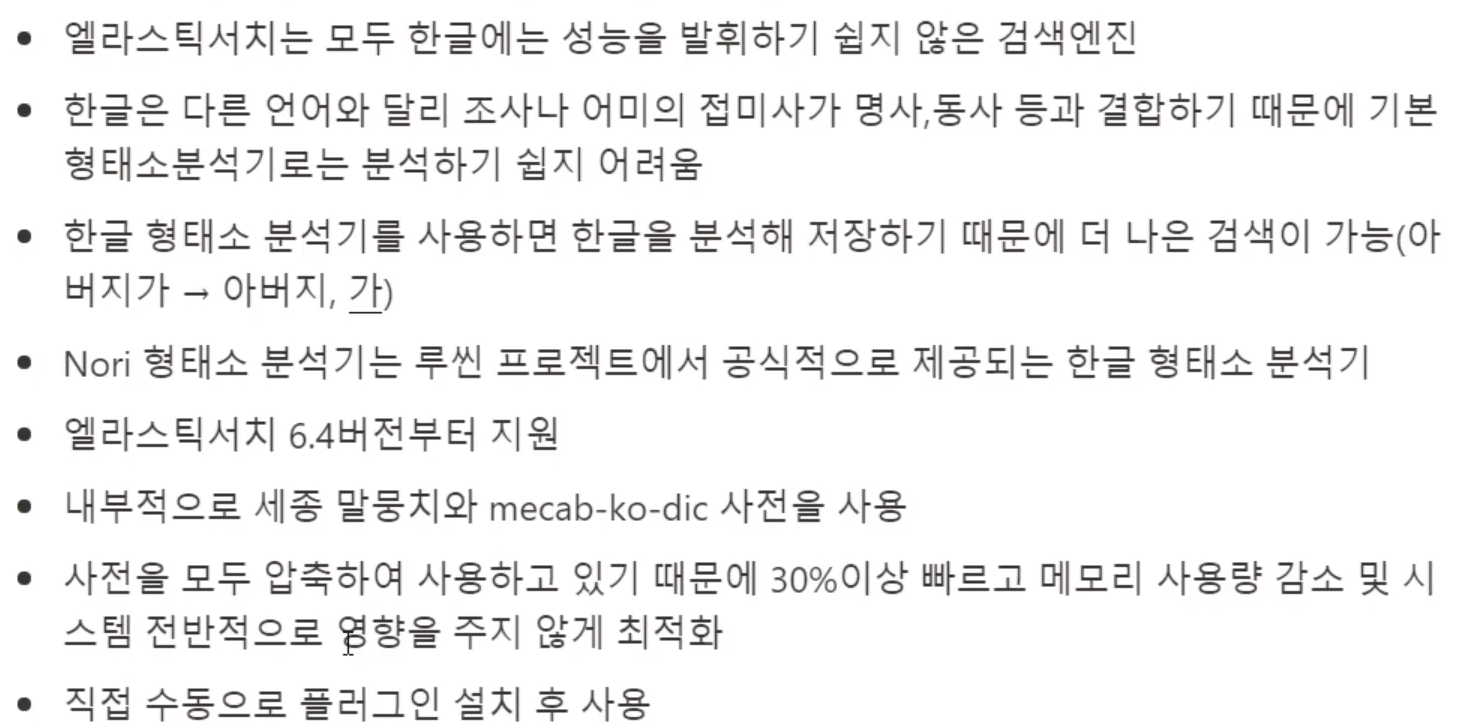 • 엘라스틱서치는 모두 한글에는 성능을 발휘하기 쉽지 않은 검색엔진
• 한글은 다른 언어와 달리 조사나 어미의 접미사가 명사,동사 등과 결합하기 때문에 기본
형태소분석기로는 분석하기 쉽지 어려움
• 한글 형태소 분석기를 사용하면 한글을 분석해 저장하기 때문에 더 나은 검색이 가능(아
버지가 → 아버지, 가)
• Nori 형태소 분석기는 루씬 프로젝트에서 공식적으로 제공되는 한글 형태소 분석기
• 엘라스틱서치 6.4버전부터 지원
• 내부적으로 세종 말뭉치와 mecab-ko-dic 사전을 사용
• 사전을 모두 압축하여 사용하고 있기 때문에 30%이상 빠르고 메모리 사용량 감소 및 시
스템 전반적으로 영향을 주지 않게 최적화
• 직접 수동으로 플러그인 설치 후 사용